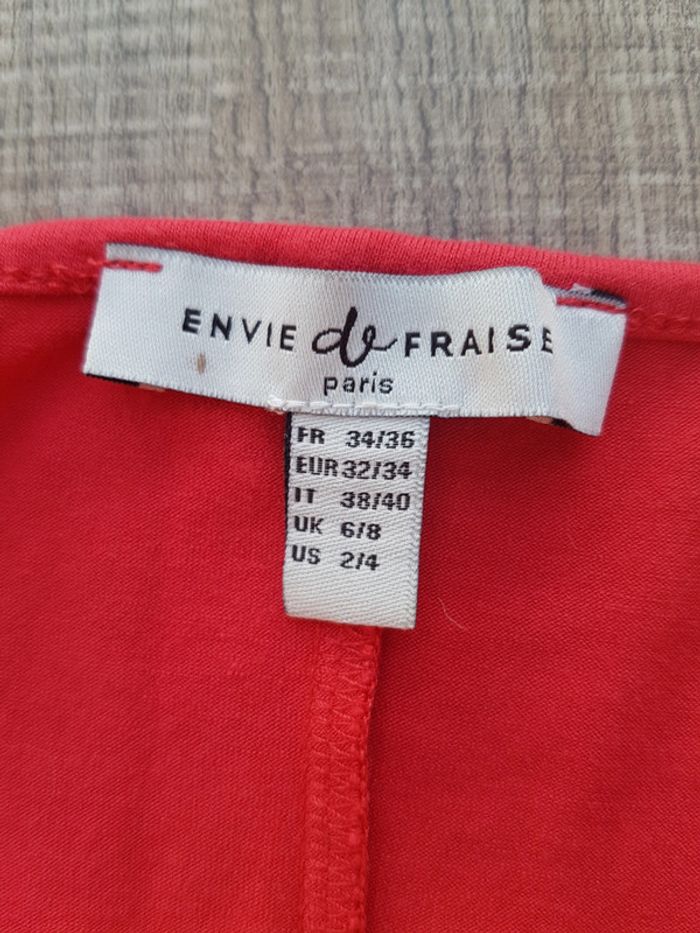 ENVIE de FRAISE
paris
FR 34/36
EUR 32/34
IT 38/40
UK 6/8
US 2/4